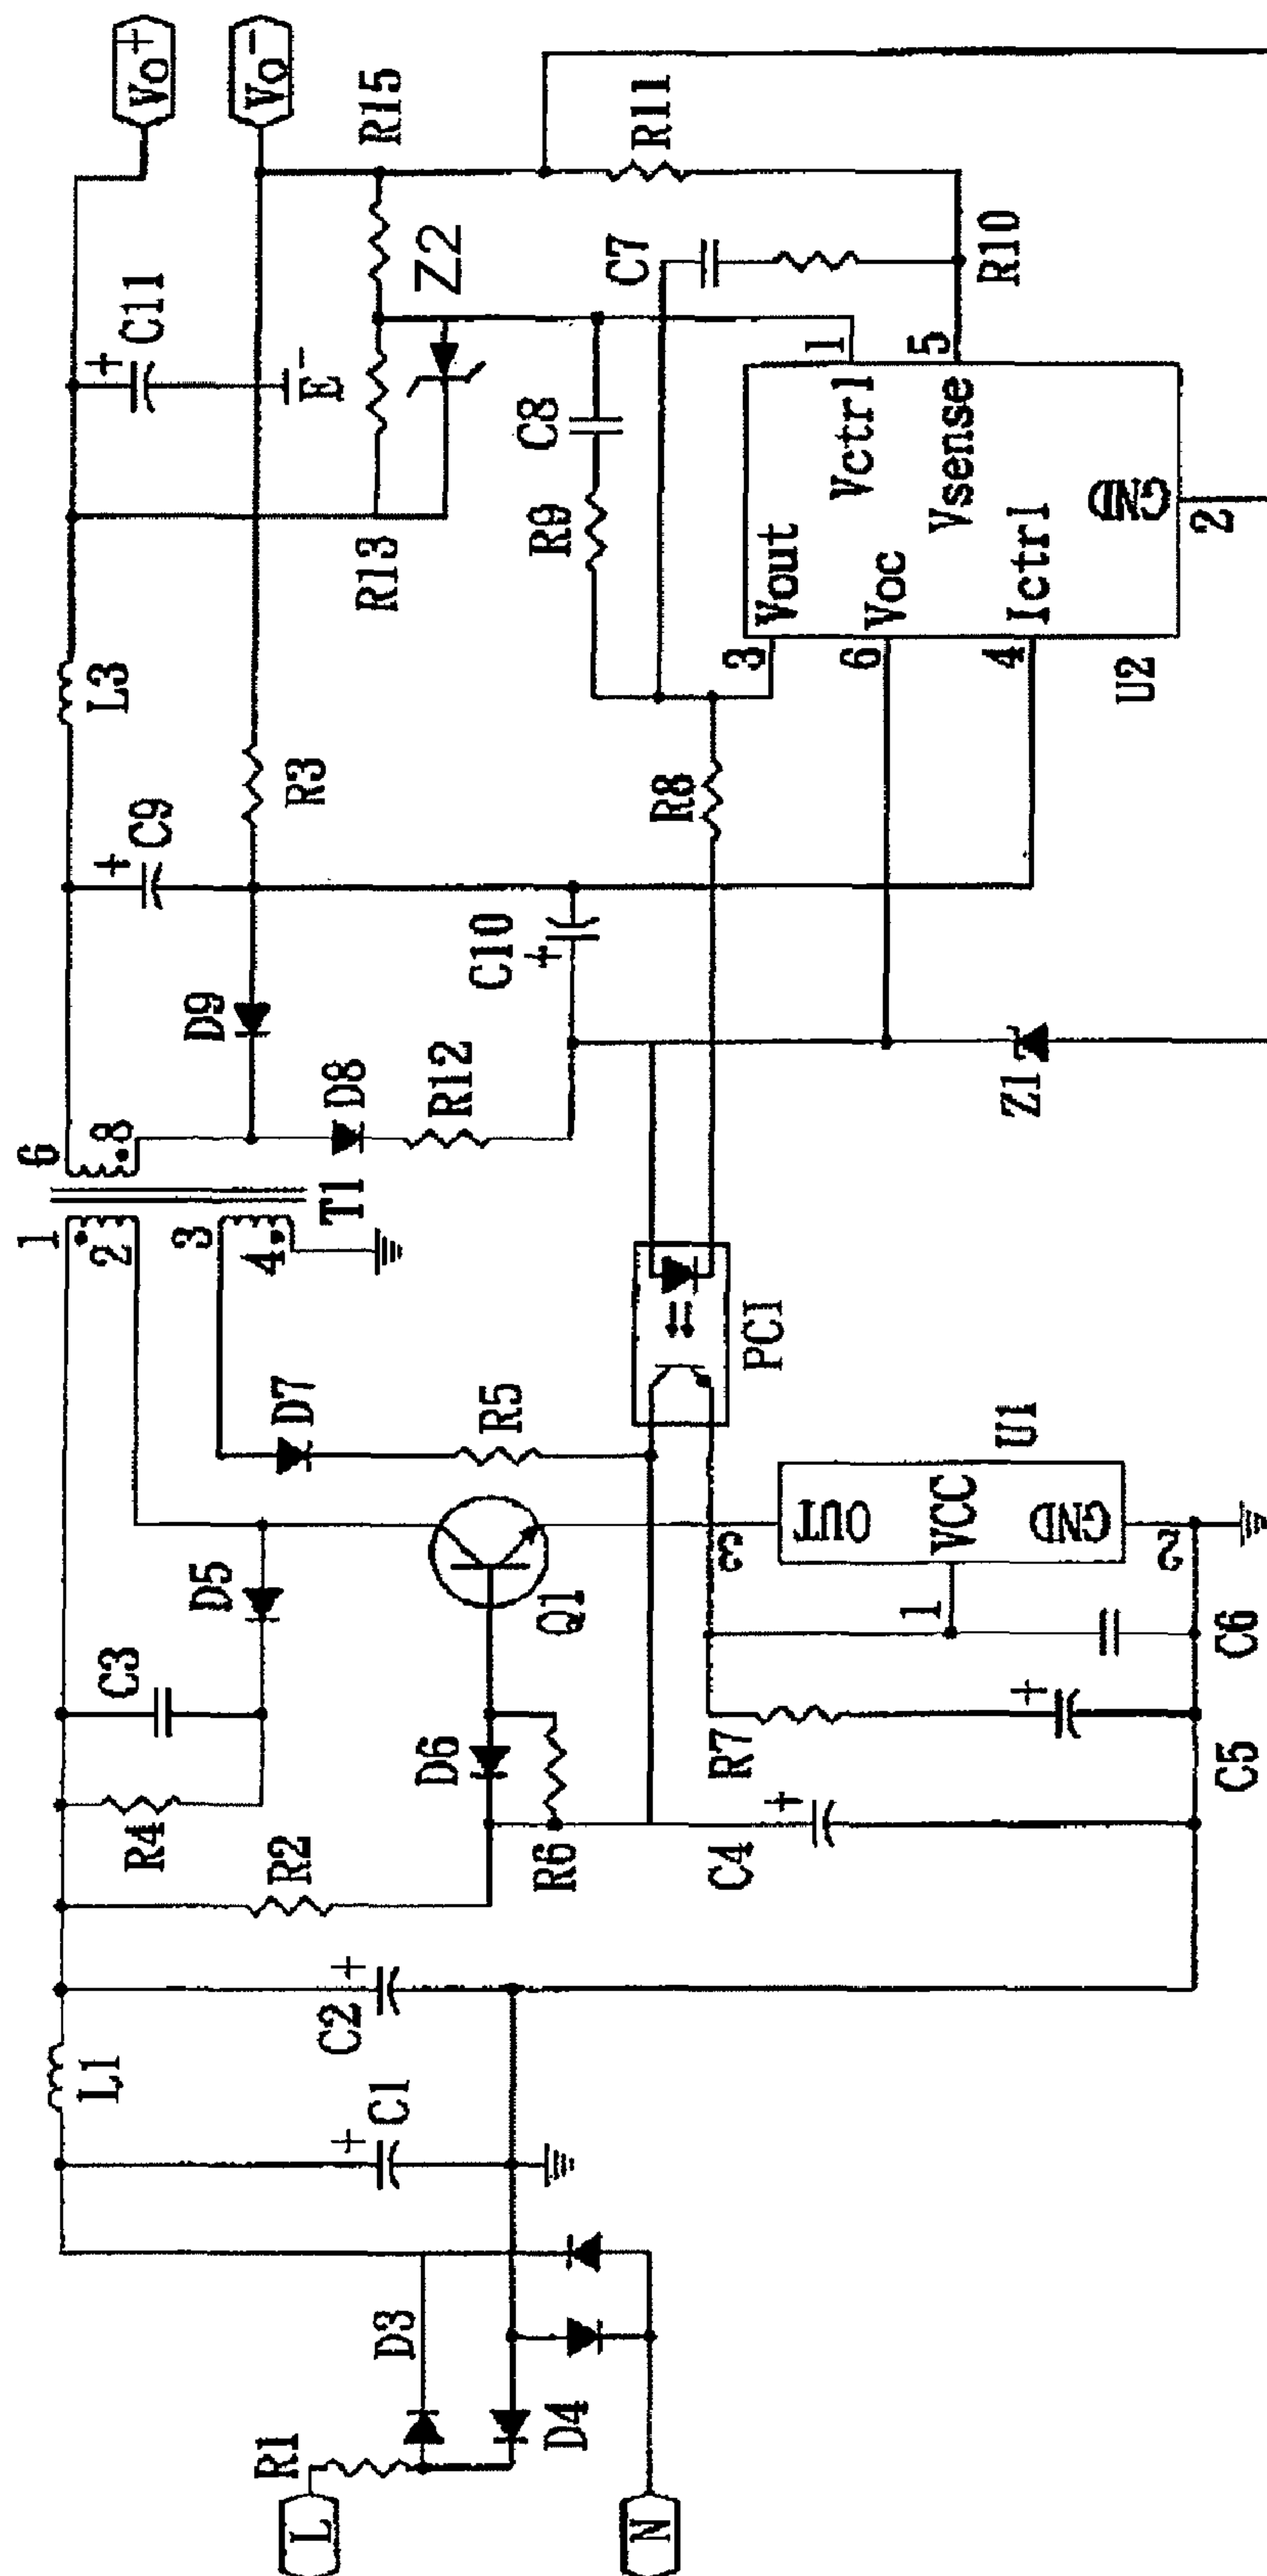 Vo+
Vo-
R15
R11
Z2
C7
R10
C11
E-
C8
1
5
Vctrl
Vsense
R13
R9
Vout
Voc
Ictrl
GND
2
3
6
4
U2
L3
R3
C9
R8
C10
D9
D8
R12
Z1
6
8
T1
1
2
3
4
PC1
D7
R5
U1
OUT
VCC
GND
3
2
1
Q1
D5
C3
D6
R7
C6
C5
R4
R2
R6
C4
C2
L1
C1
D3
D4
R1
L
N